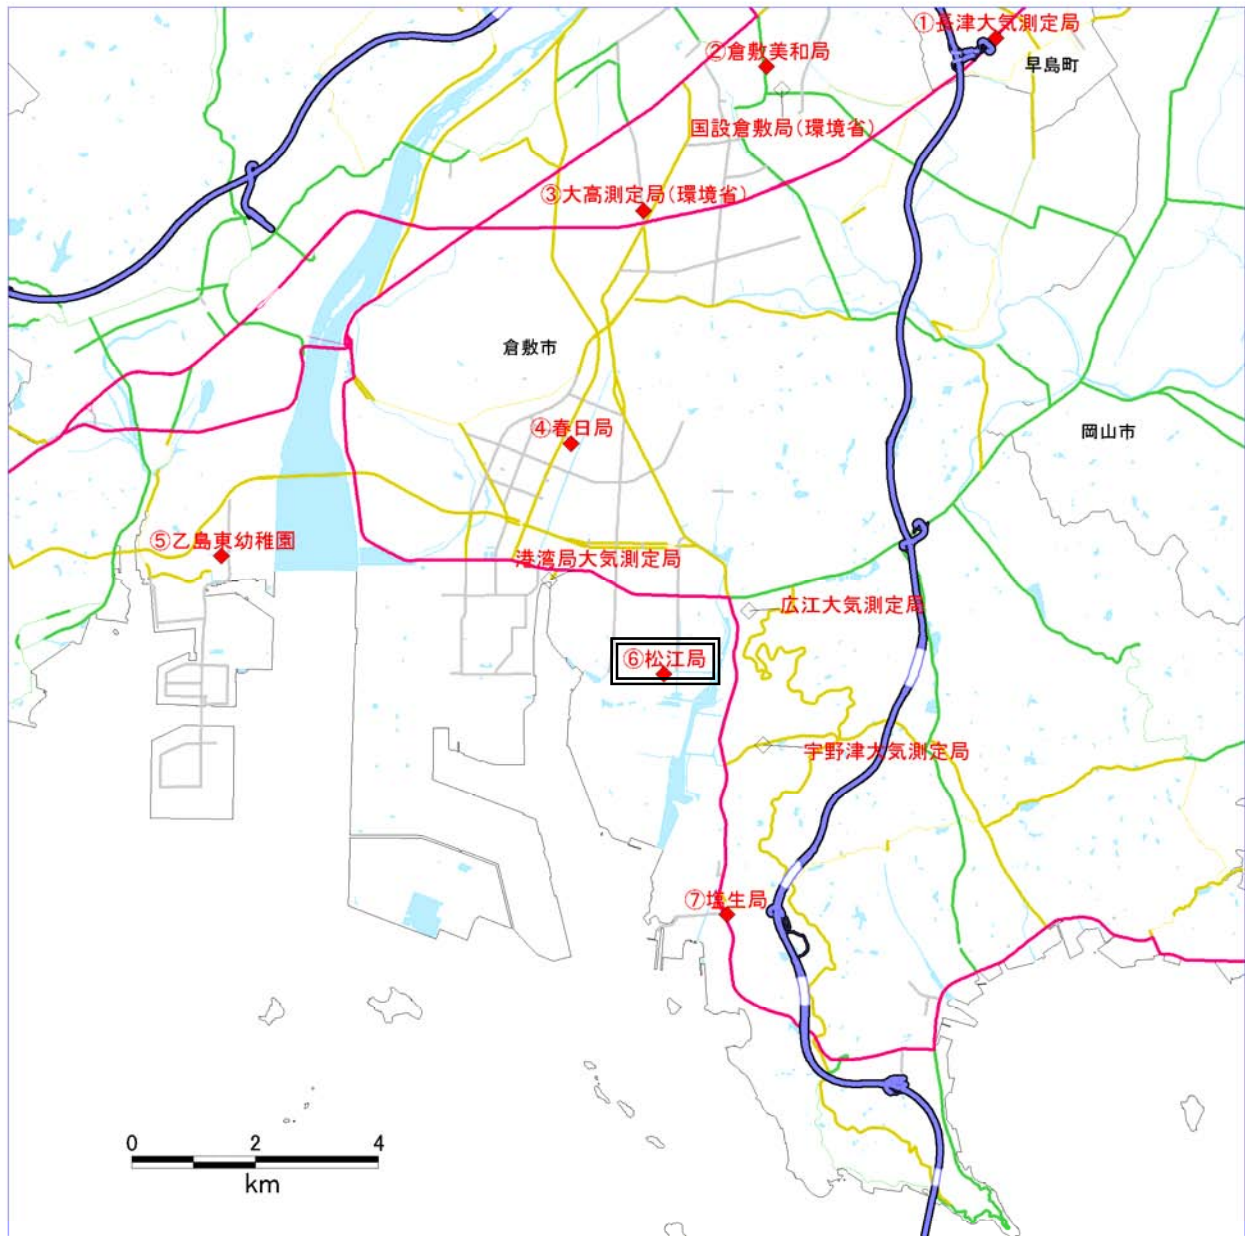 ①長津大気測定局
②倉敷美和局
早島町
国設倉敷局(環境省)
③大高測定局(環境省)
倉敷市
④春日局
岡山市
⑤乙島東幼稚園
港湾局大気測定局
広江大気測定局
⑥松江局
宇野津大気測定局
⑦塩生局
0 2 4
km